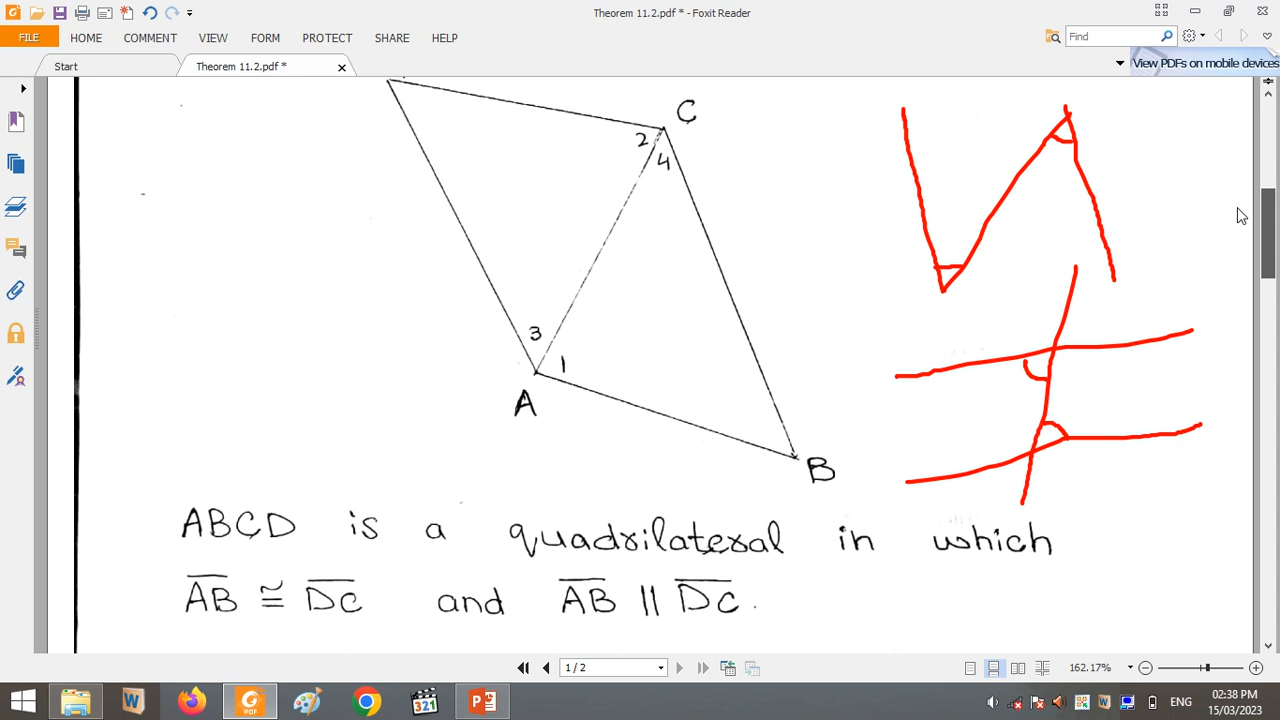 Theorem 11.2.pdf * - Foxit Reader
FILE HOME COMMENT VIEW FORM PROTECT SHARE HELP
Find
Start
Theorem 11.2.pdf *
View PDFs on mobile devices
C
2
4
3
1
A
B
ABCD is a quadrilateral in which
AB ≅ DC and AB || DC.
1 / 2
162.17%
W
321
PDF
P
W
ENG
02:38 PM
15/03/2023